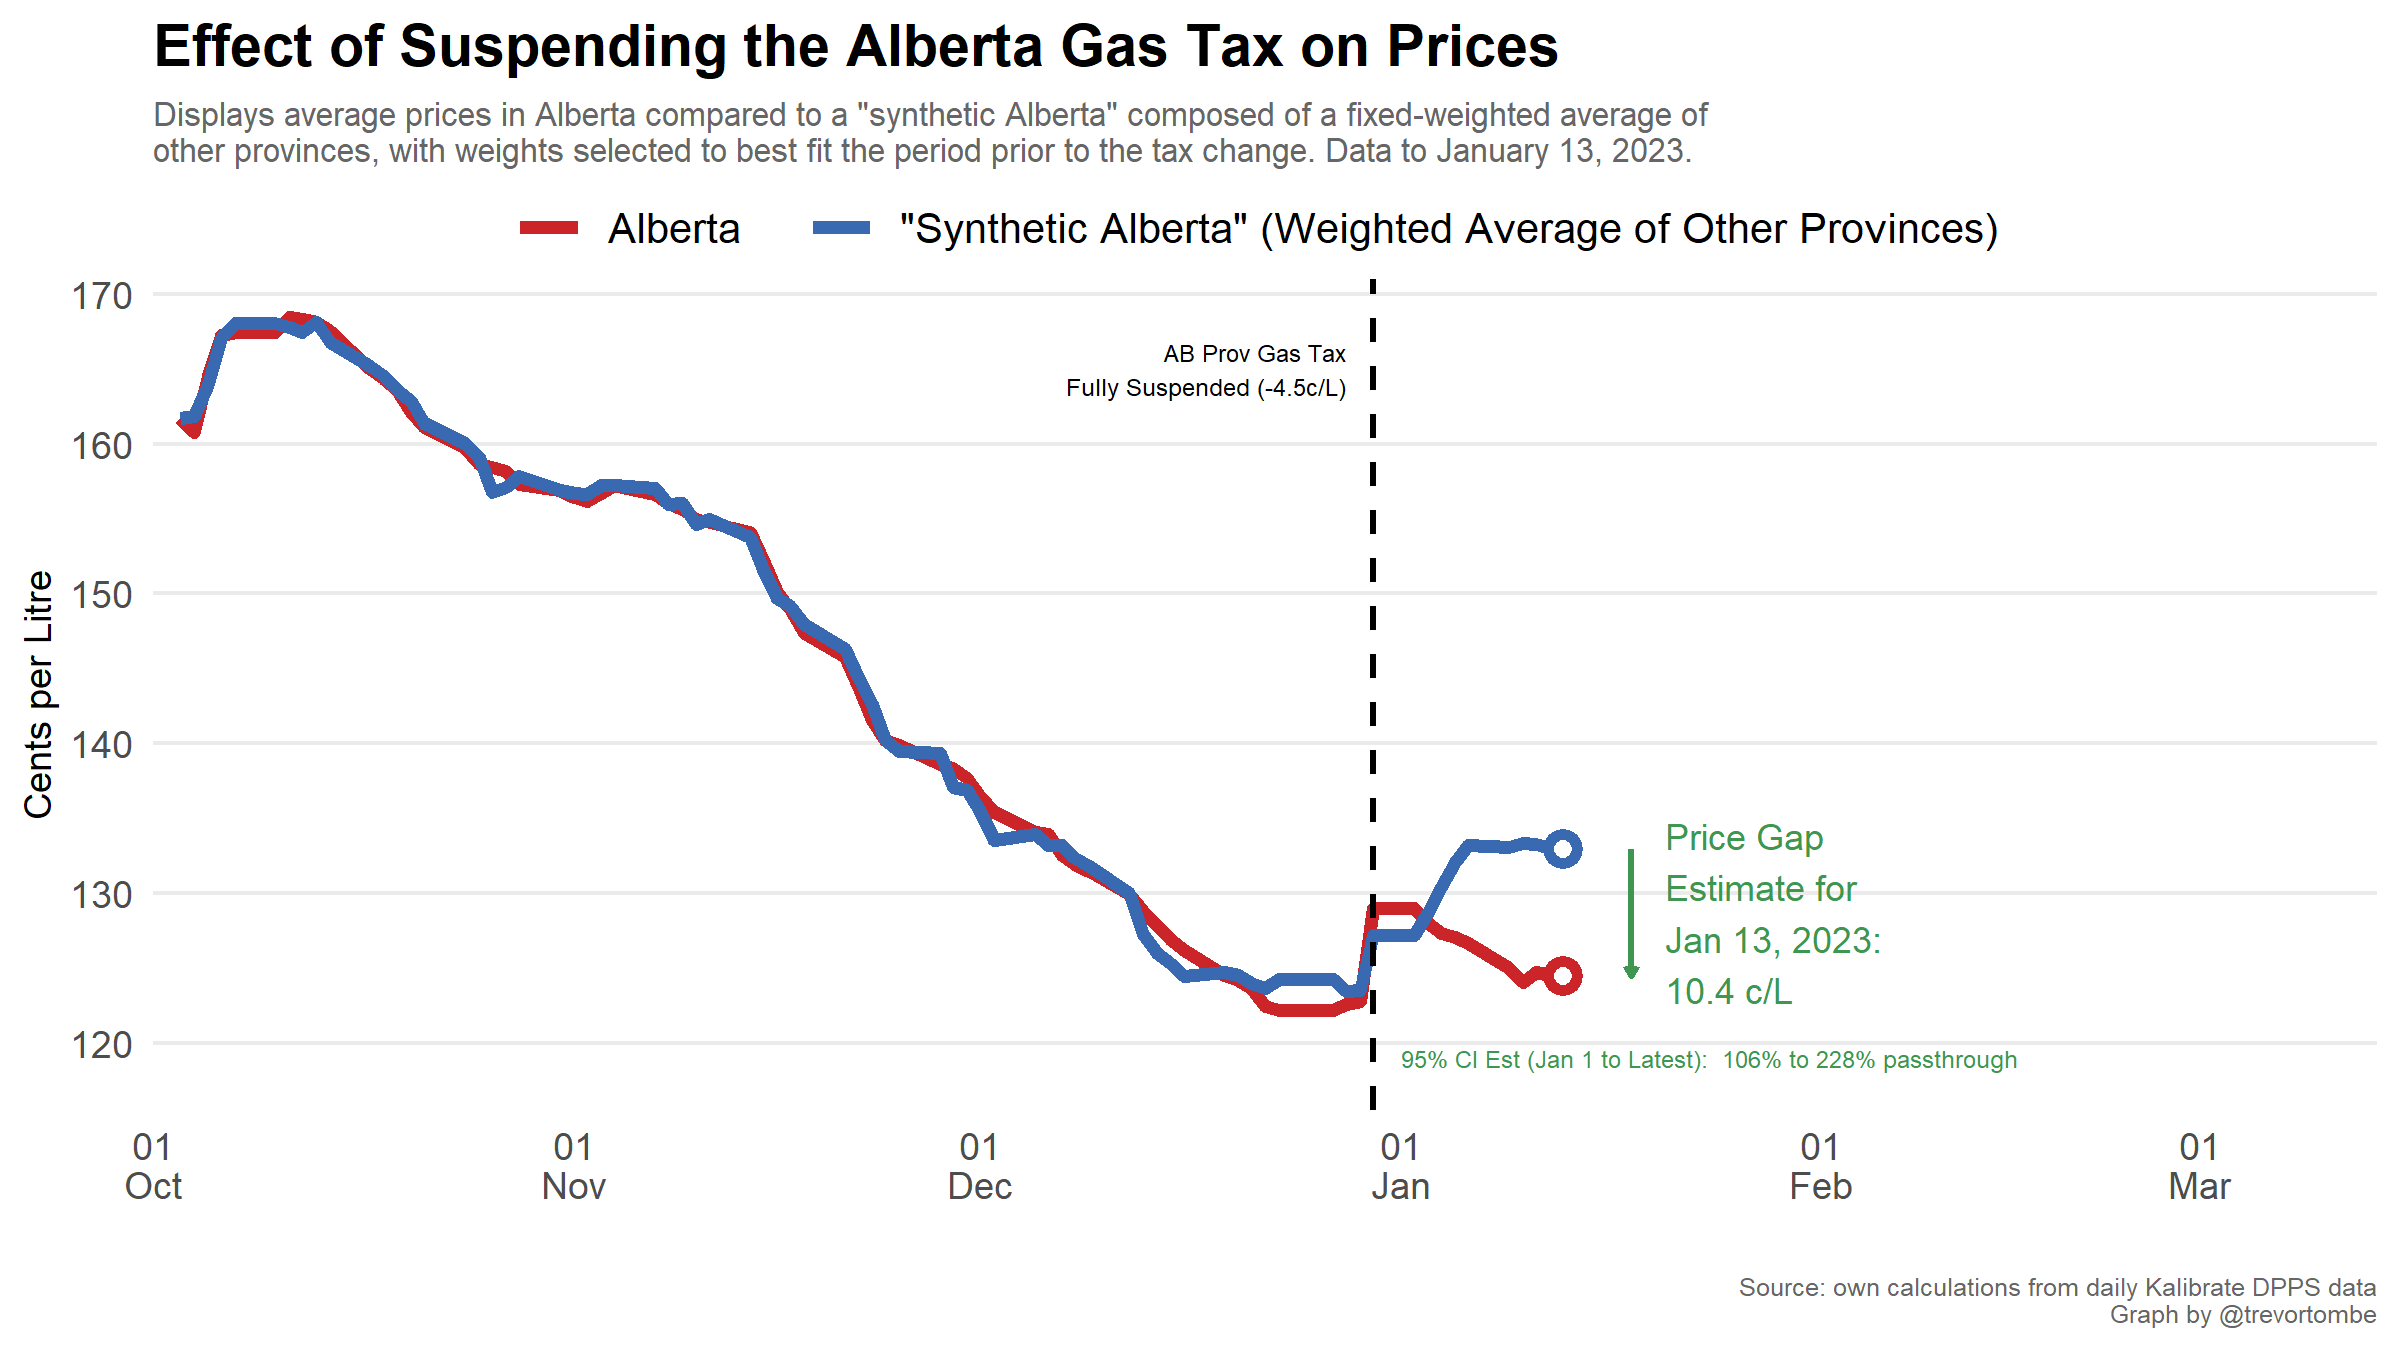 Effect of Suspending the Alberta Gas Tax on Prices
Displays average prices in Alberta compared to a "synthetic Alberta" composed of a fixed-weighted average of
other provinces, with weights selected to best fit the period prior to the tax change. Data to January 13, 2023.
Alberta
"Synthetic Alberta" (Weighted Average of Other Provinces)
Cents per Litre
170
160
150
140
130
120
AB Prov Gas Tax
Fully Suspended (-4.5c/L)
Price Gap
Estimate for
Jan 13, 2023:
10.4 c/L
95% CI Est (Jan 1 to Latest):  106% to 228% passthrough
01
Oct
01
Nov
01
Dec
01
Jan
01
Feb
01
Mar
Source: own calculations from daily Kalibrate DPPS data
Graph by @trevortombe